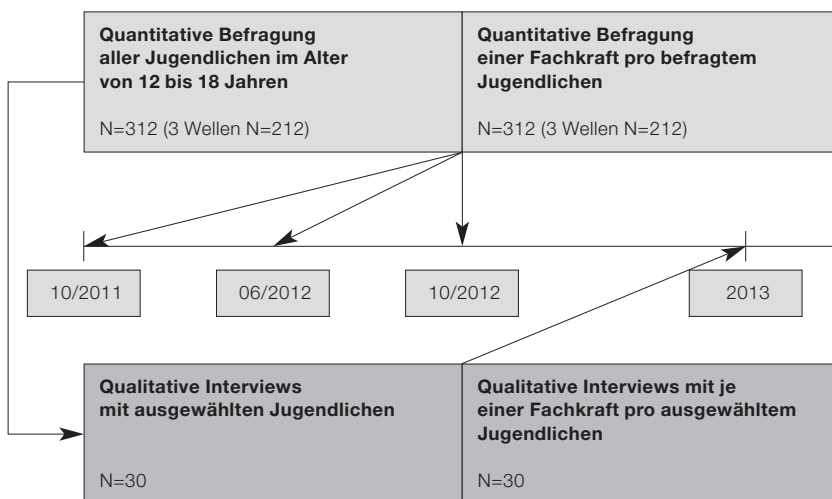 Quantitative Befragung
aller Jugendlichen im Alter
von 12 bis 18 Jahren
N=312 (3 Wellen N=212)
Quantitative Befragung
einer Fachkraft pro befragtem
Jugendlichen
N=312 (3 Wellen N=212)
10/2011
06/2012
10/2012
2013
Qualitative Interviews
mit ausgewählten Jugendlichen
N=30
Qualitative Interviews mit je
einer Fachkraft pro ausgewähltem
Jugendlichen
N=30